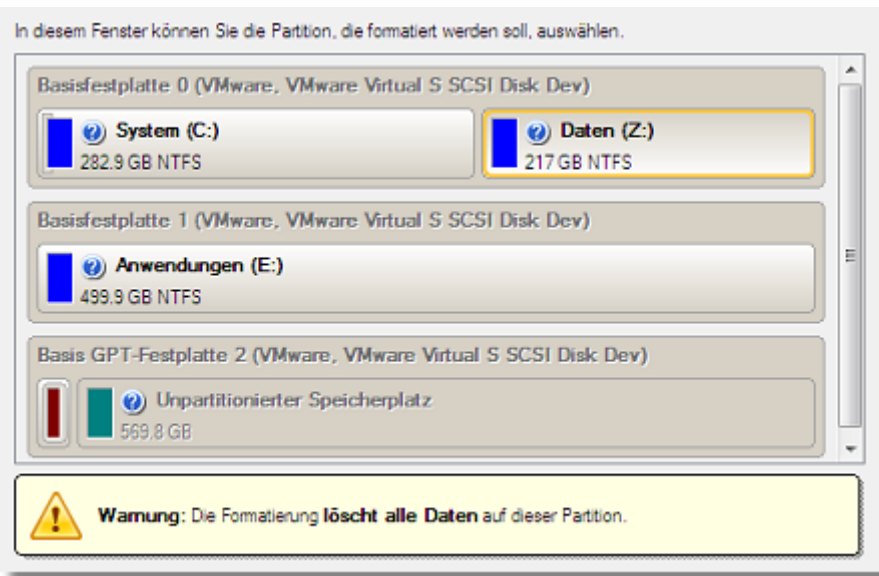 In diesem Fenster können Sie die Partition, die formatiert werden soll, auswählen.
Basisfestplatte 0 (VMware, VMware Virtual S SCSI Disk Dev)
System (C:)
282.9 GB NTFS
Daten (Z:)
217 GB NTFS
Basisfestplatte 1 (VMware, VMware Virtual S SCSI Disk Dev)
Anwendungen (E:)
499.9 GB NTFS
Basis GPT-Festplatte 2 (VMware, VMware Virtual S SCSI Disk Dev)
Unpartitionierter Speicherplatz
569.8 GB
Warnung: Die Formatierung löscht alle Daten auf dieser Partition.